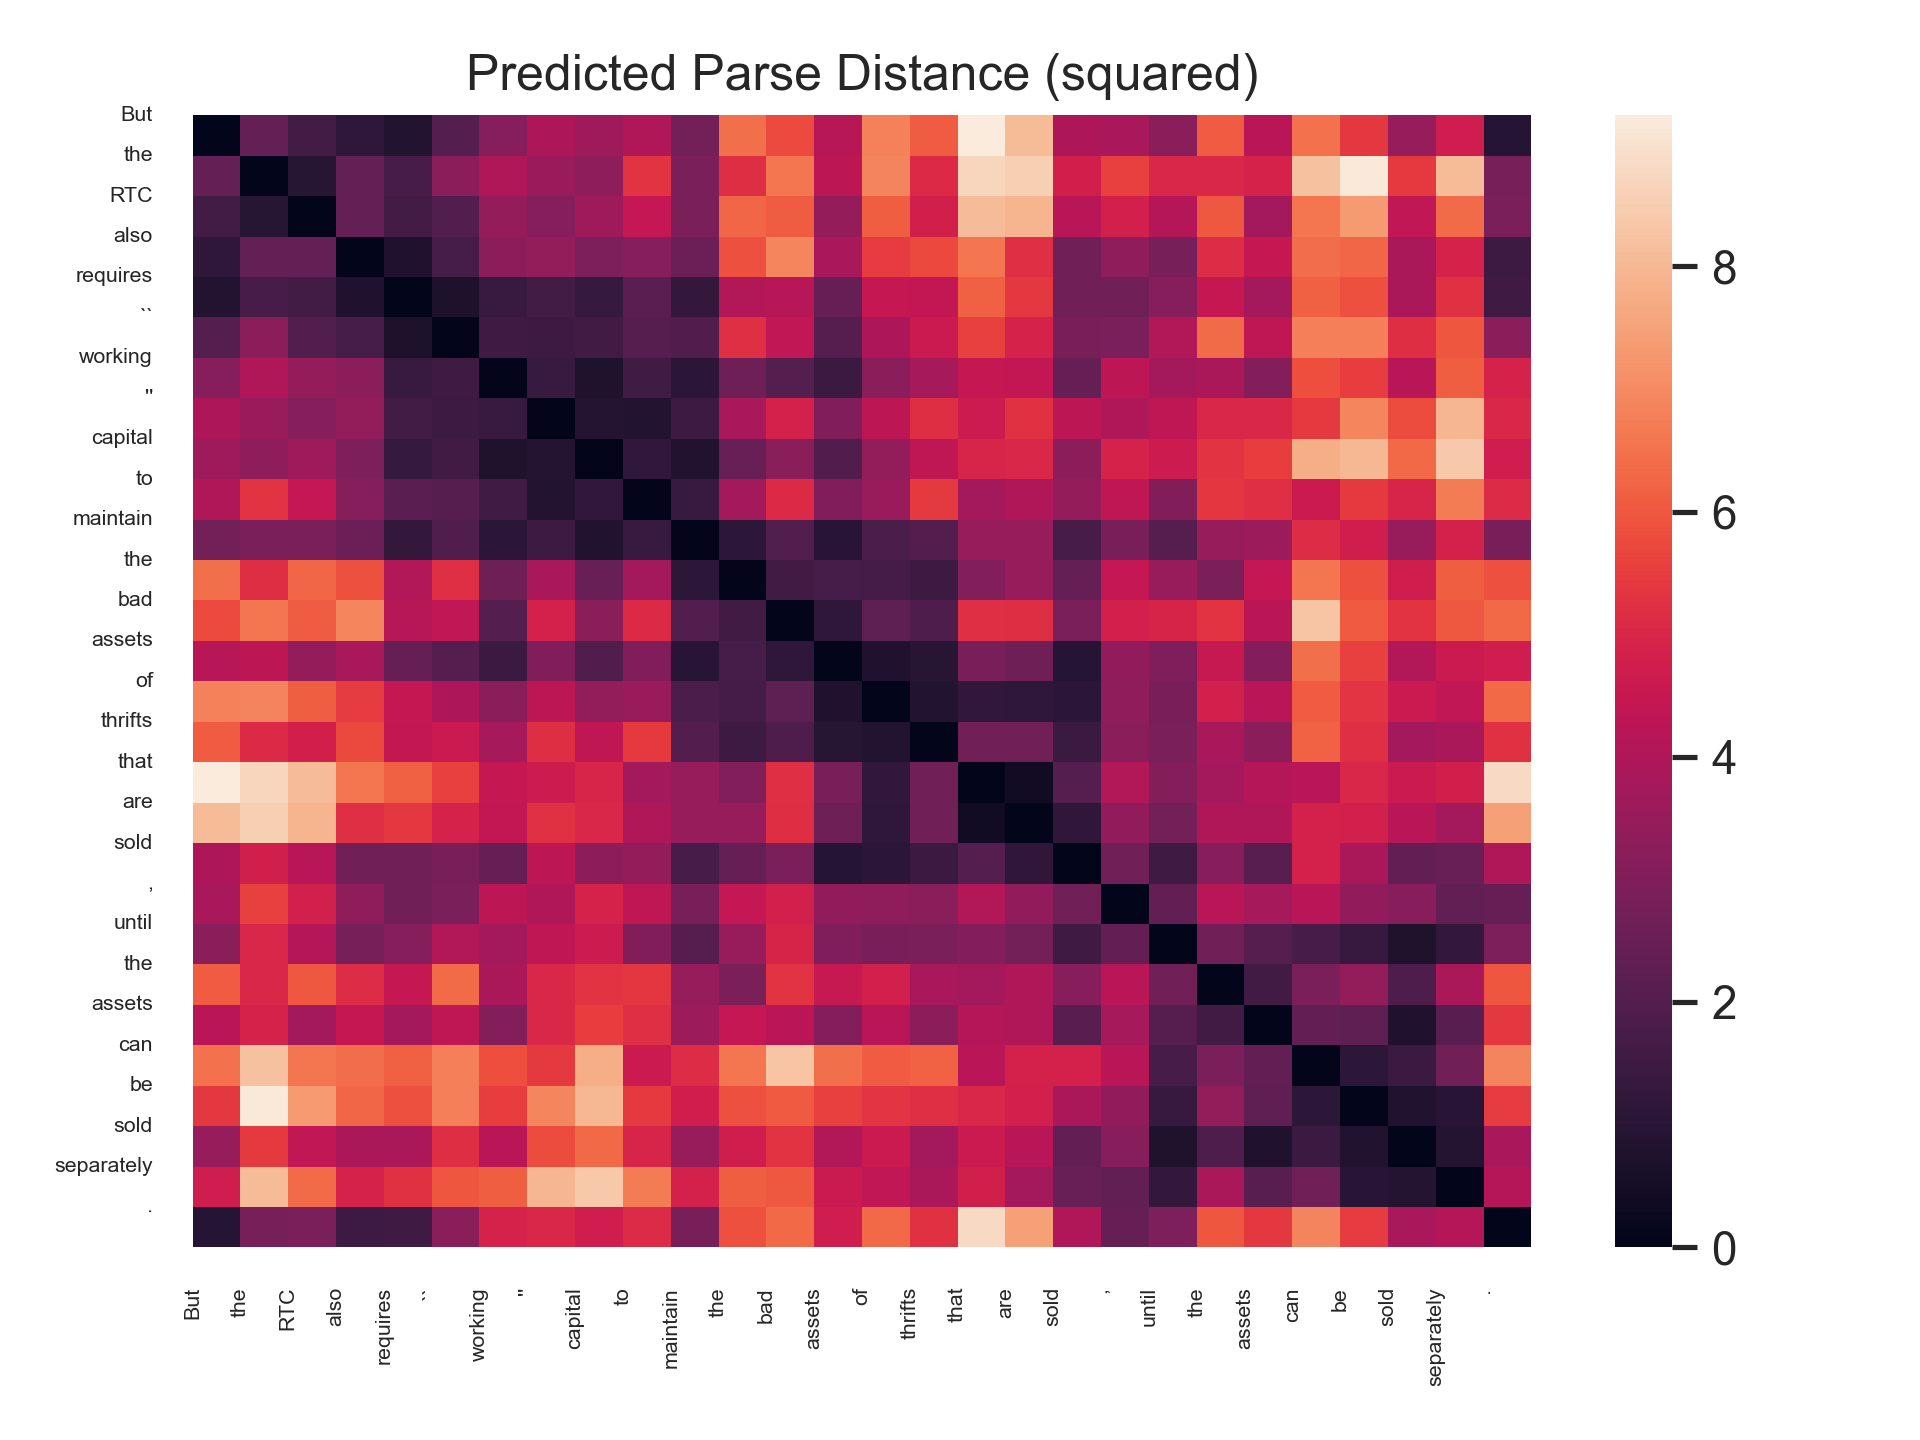 Predicted Parse Distance (squared)
But
the
RTC
also
requires
``
working
''
capital
to
maintain
the
bad
assets
of
thrifts
that
are
sold
,
until
the
assets
can
be
sold
separately
.
8
6
4
2
0
But the RTC also requires `` working '' capital to maintain the bad assets of thrifts that are sold , until the assets can be sold separately .